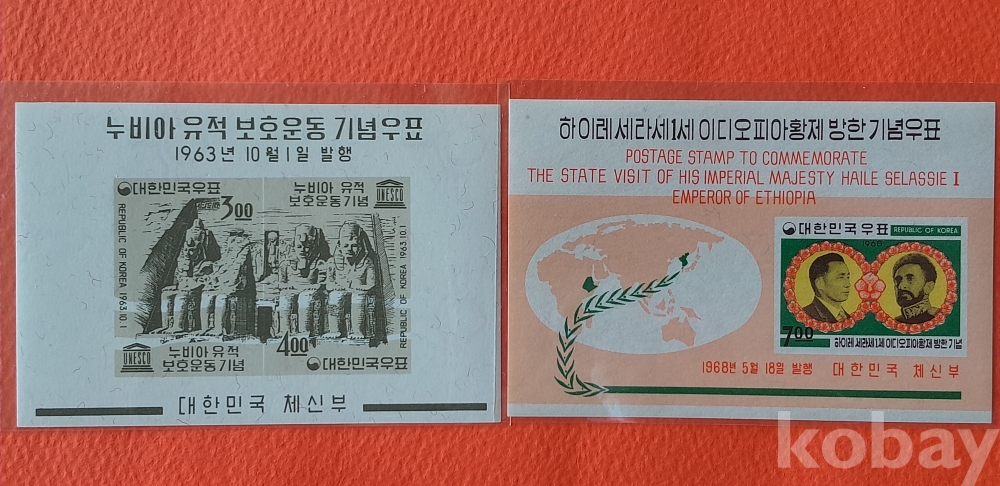 누비아 유적 보호운동 기념우표
1963년 10월 1일 발행
대한민국우표
3.00
누비아 유적
보호운동기념
UNESCO
REPUBLIC OF KOREA 1963.10.1
REPUBLIC OF KOREA 1963.10.1
UNESCO
누비아 유적
보호운동기념
4.00
대한민국우표
대한민국 체신부
하이레 세라세1세 이디오피아황제 방한기념우표
POSTAGE STAMP TO COMMEMORATE
THE STATE VISIT OF HIS IMPERIAL MAJESTY HAILE SELASSIE I
EMPEROR OF ETHIOPIA
대한민국우표
REPUBLIC OF KOREA
1968
7.00
하이레 세라세1세 이디오피아황제 방한기념
1968년 5월 18일 발행 대한민국 체신부
kobay